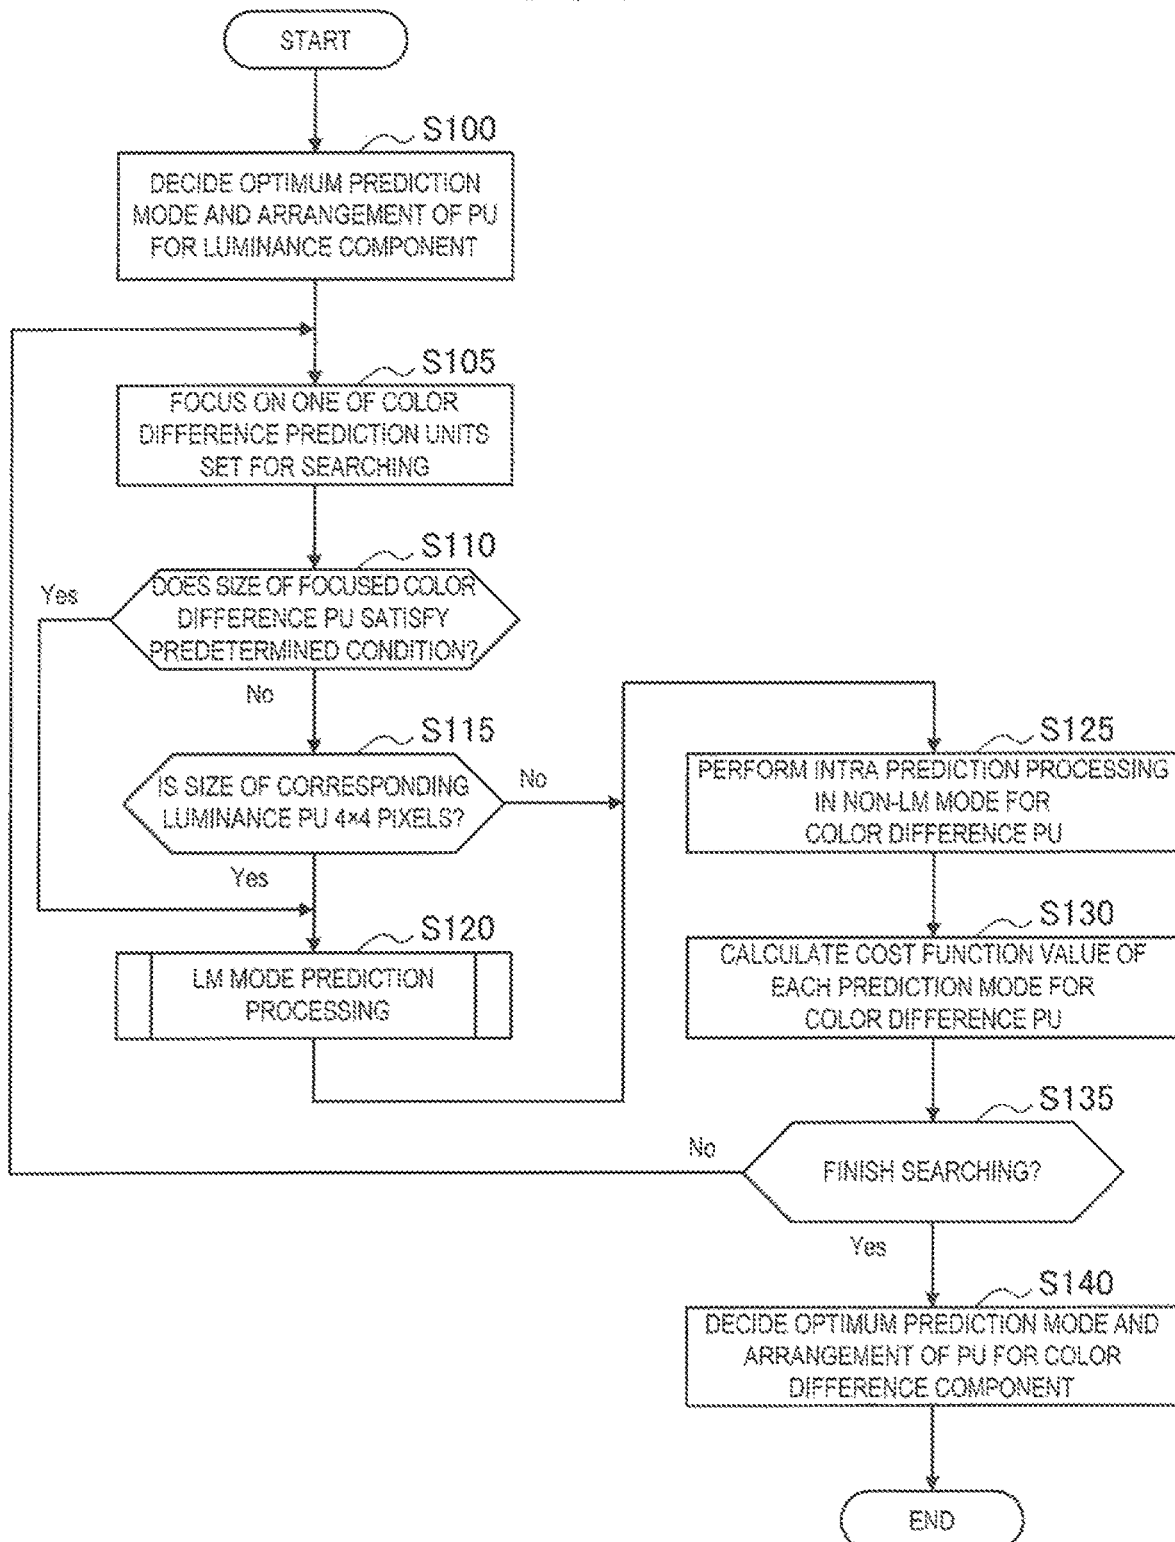 START
S100
DECIDE OPTIMUM PREDICTION
MODE AND ARRANGEMENT OF PU
FOR LUMINANCE COMPONENT
S105
FOCUS ON ONE OF COLOR
DIFFERENCE PREDICTION UNITS
SET FOR SEARCHING
S110
DOES SIZE OF FOCUSED COLOR
DIFFERENCE PU SATISFY
PREDETERMINED CONDITION?
Yes
No
S115
IS SIZE OF CORRESPONDING
LUMINANCE PU 4×4 PIXELS?
No
Yes
S120
LM MODE PREDICTION
PROCESSING
S125
PERFORM INTRA PREDICTION PROCESSING
IN NON-LM MODE FOR
COLOR DIFFERENCE PU
S130
CALCULATE COST FUNCTION VALUE OF
EACH PREDICTION MODE FOR
COLOR DIFFERENCE PU
S135
FINISH SEARCHING?
No
Yes
S140
DECIDE OPTIMUM PREDICTION MODE AND
ARRANGEMENT OF PU FOR COLOR
DIFFERENCE COMPONENT
END